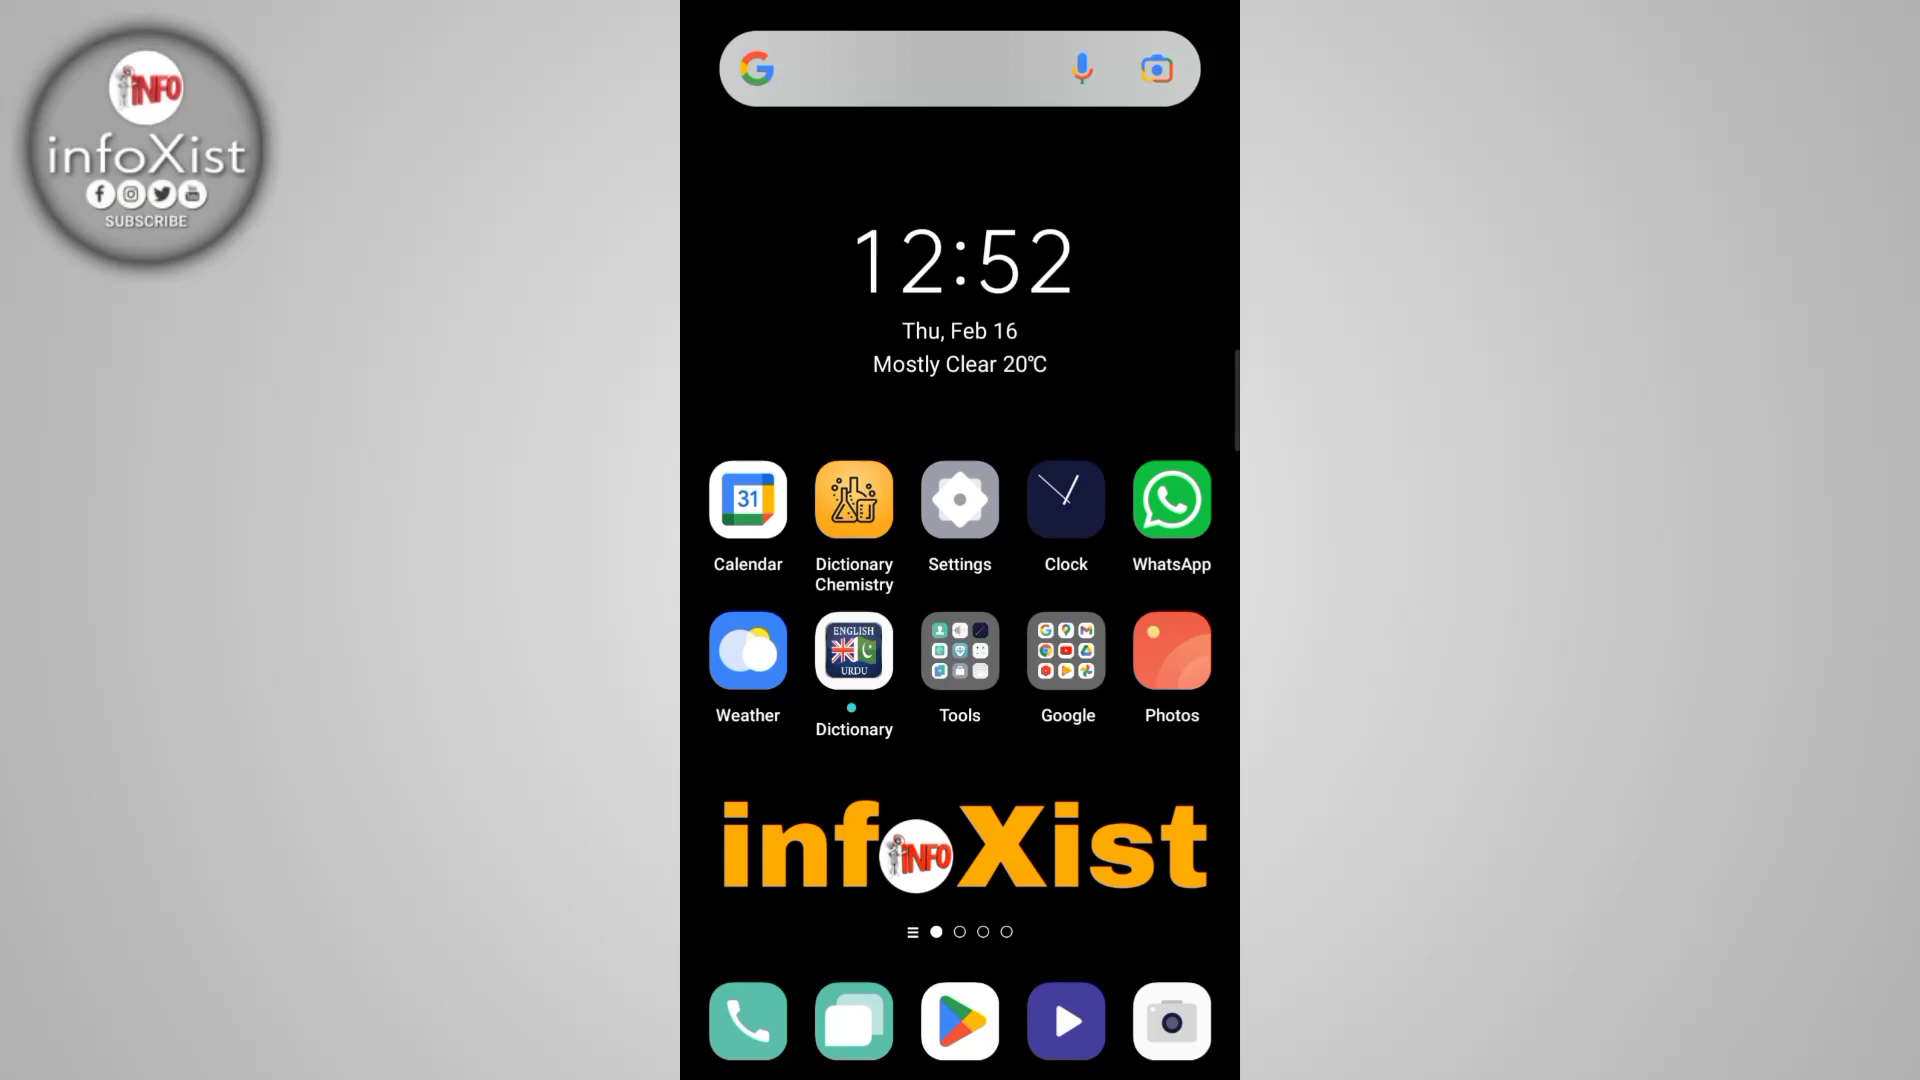 INFO
infoXist
SUBSCRIBE
12:52
Thu, Feb 16
Mostly Clear 20℃
31
Calendar
Dictionary
Chemistry
Settings
Clock
WhatsApp
ENGLISH
URDU
Weather
Dictionary
Tools
Google
Photos
infoXist
INFO